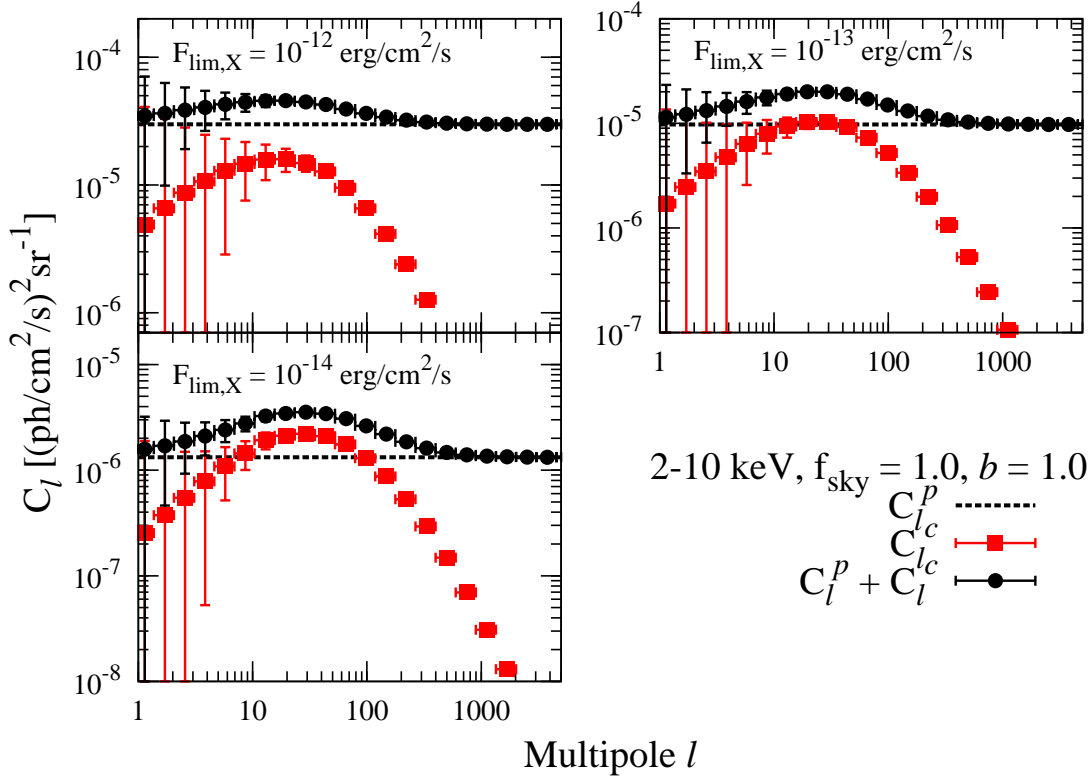 F_lim,X = 10^-12 erg/cm^2/s
10^-4
10^-5
10^-6
F_lim,X = 10^-13 erg/cm^2/s
10^-4
10^-5
10^-6
10^-7
1 10 100 1000
F_lim,X = 10^-14 erg/cm^2/s
10^-5
10^-6
10^-7
10^-8
1 10 100 1000
C_l [(ph/cm^2/s)^2 sr^-1]
Multipole l
2-10 keV, f_sky = 1.0, b = 1.0
C_l^p
C_l^c
C_l^p + C_l^c